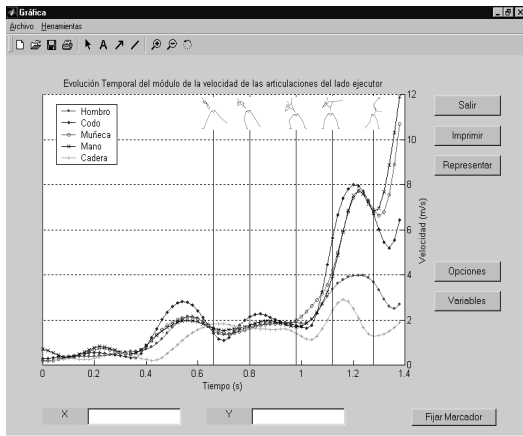 Gráfica
Archivo Herramientas
A
Evolución Temporal del módulo de la velocidad de las articulaciones del lado ejecutor
Hombro
Codo
Muñeca
Mano
Cadera
12
10
8
6
4
2
0
Velocidad (m/s)
0 0.2 0.4 0.6 0.8 1 1.2 1.4
Tiempo (s)
Salir
Imprimir
Representar
Opciones
Variables
X
Y
Fijar Marcador